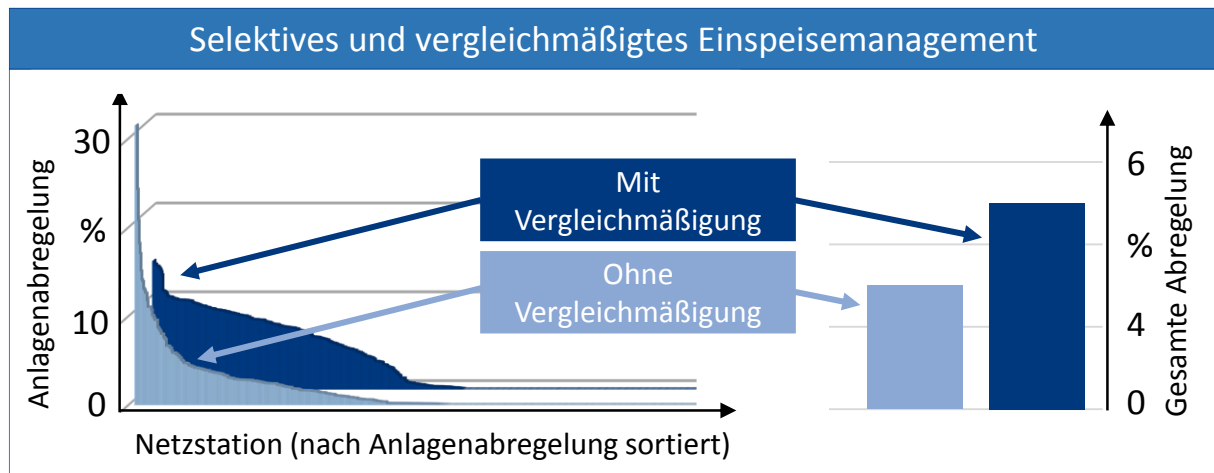 Selektives und vergleichmäßigtes Einspeisemanagement
Anlagenabregelung
30
%
10
0
Netzstation (nach Anlagenabregelung sortiert)
Mit
Vergleichmäßigung
Ohne
Vergleichmäßigung
6
%
4
0
Gesamte Abregelung